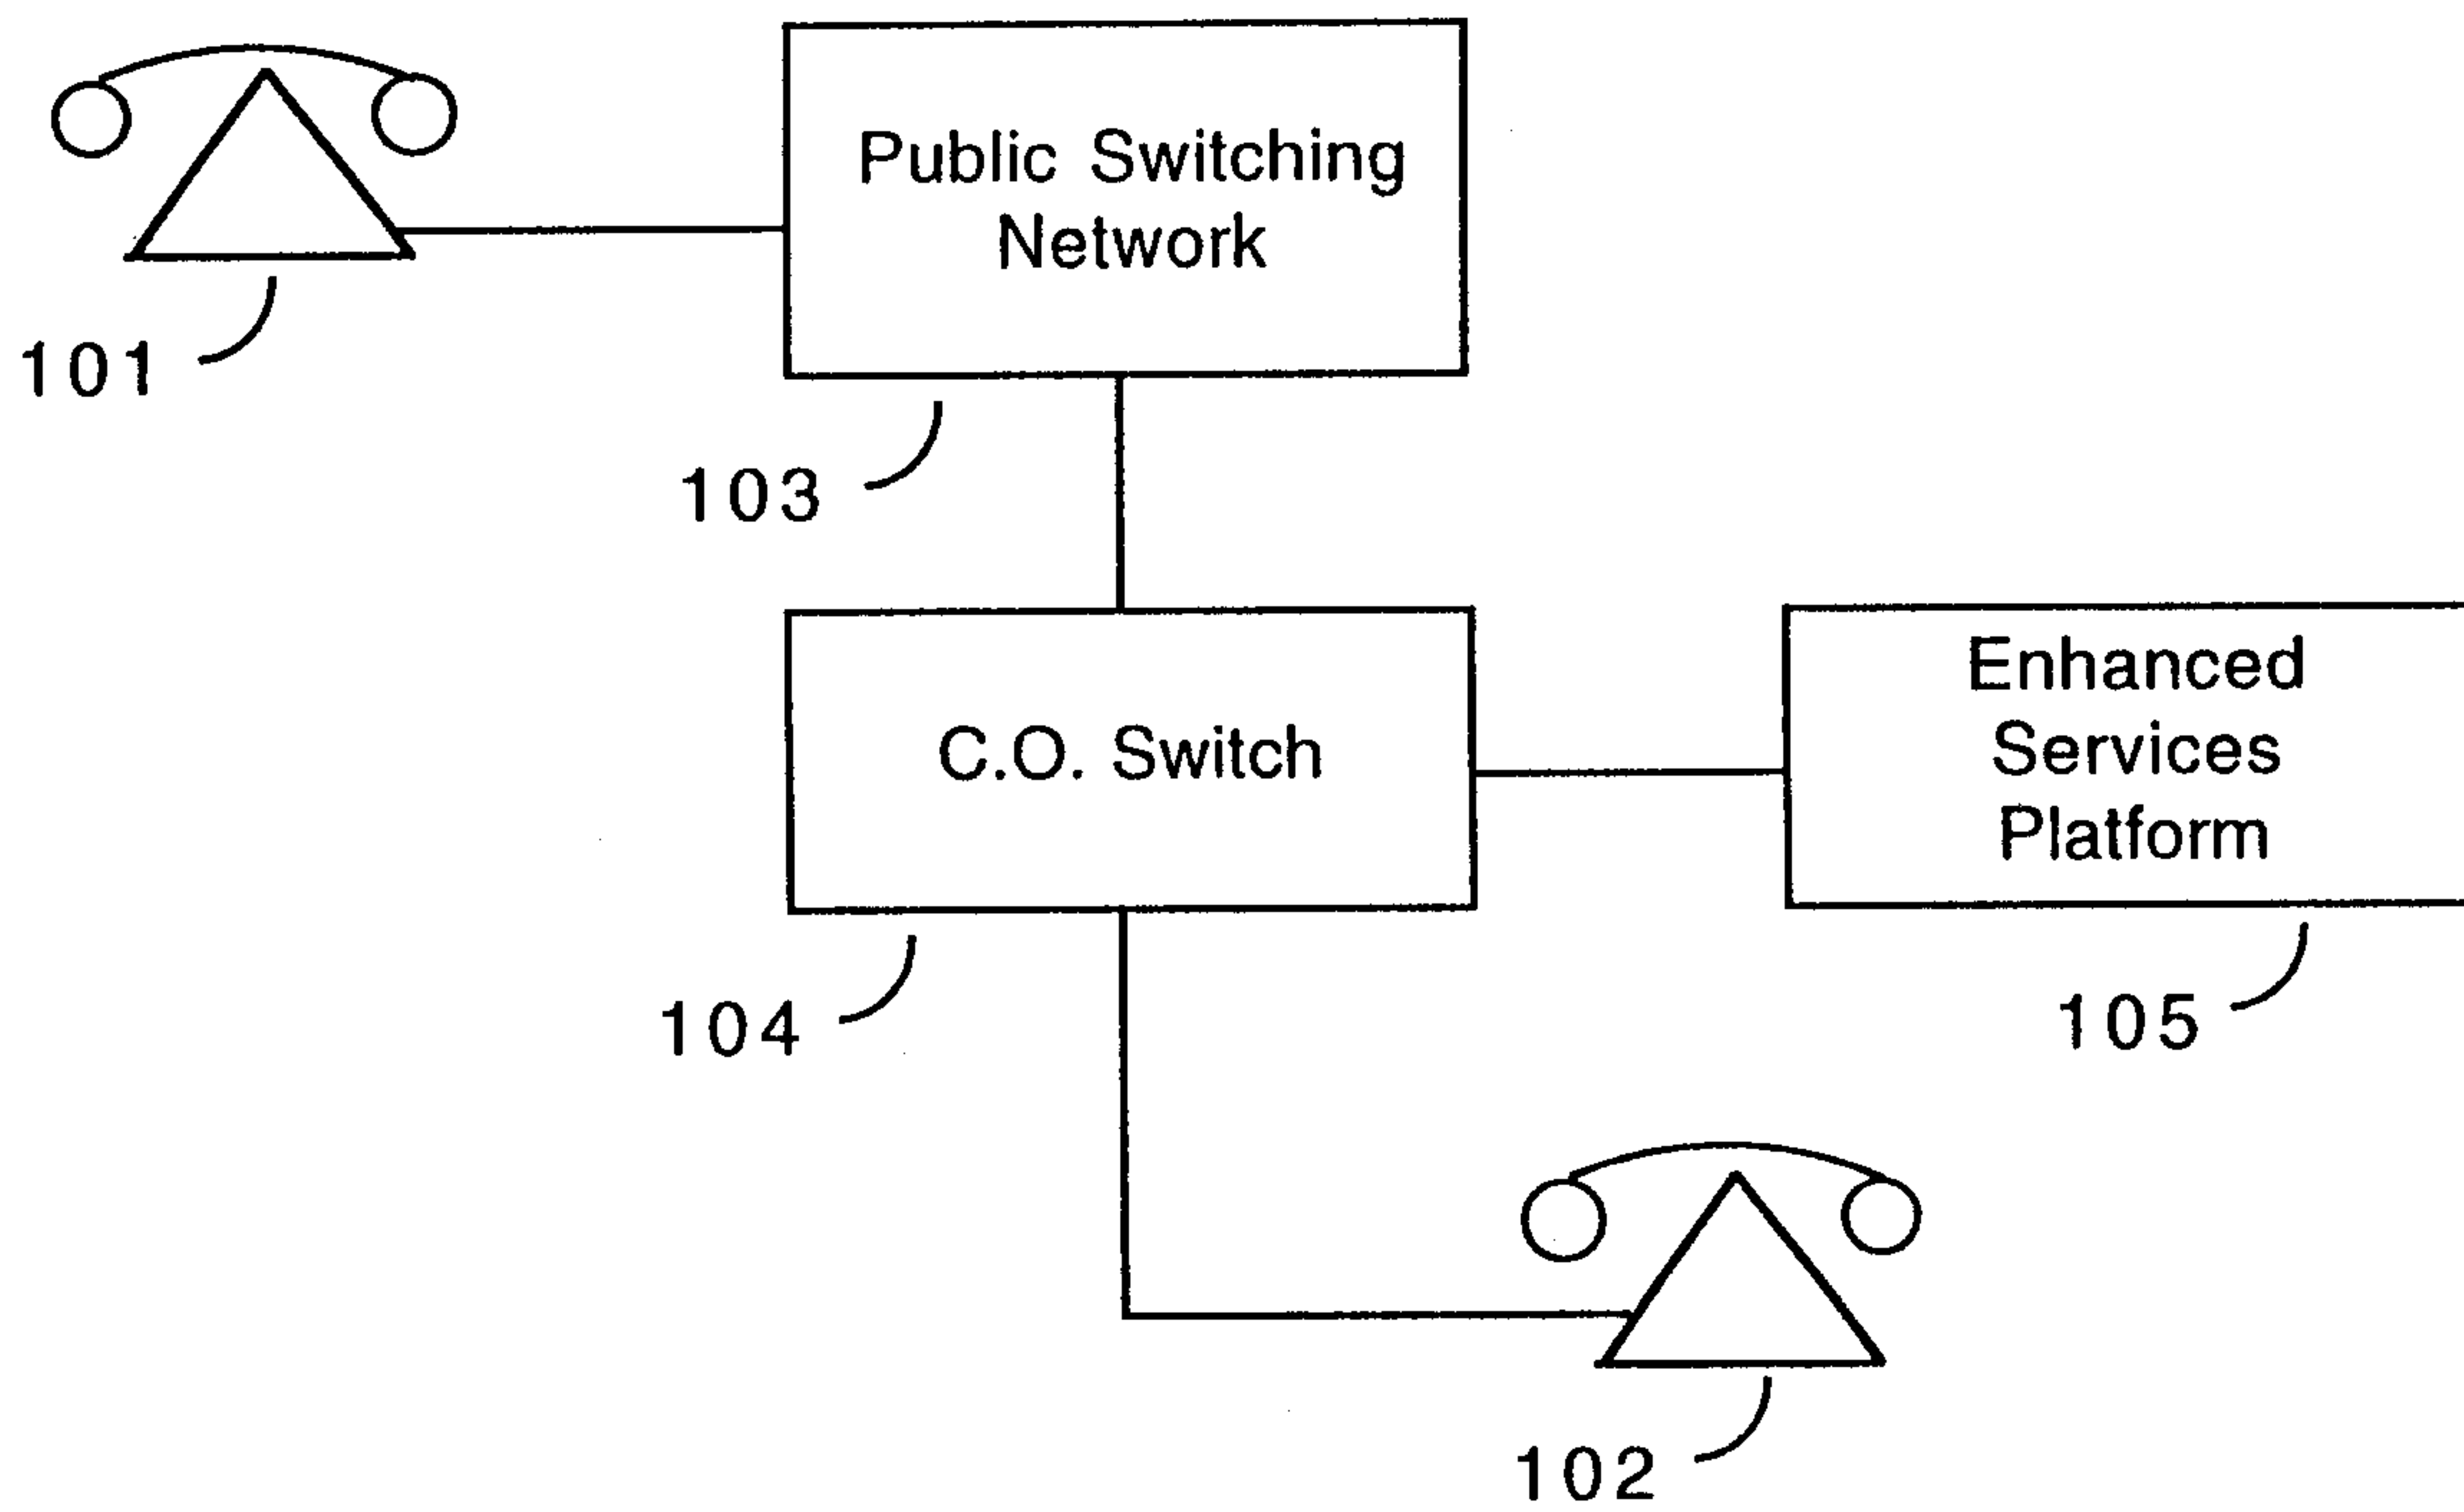 Public Switching
Network
101
103
C.O. Switch
Enhanced
Services
Platform
104
105
102